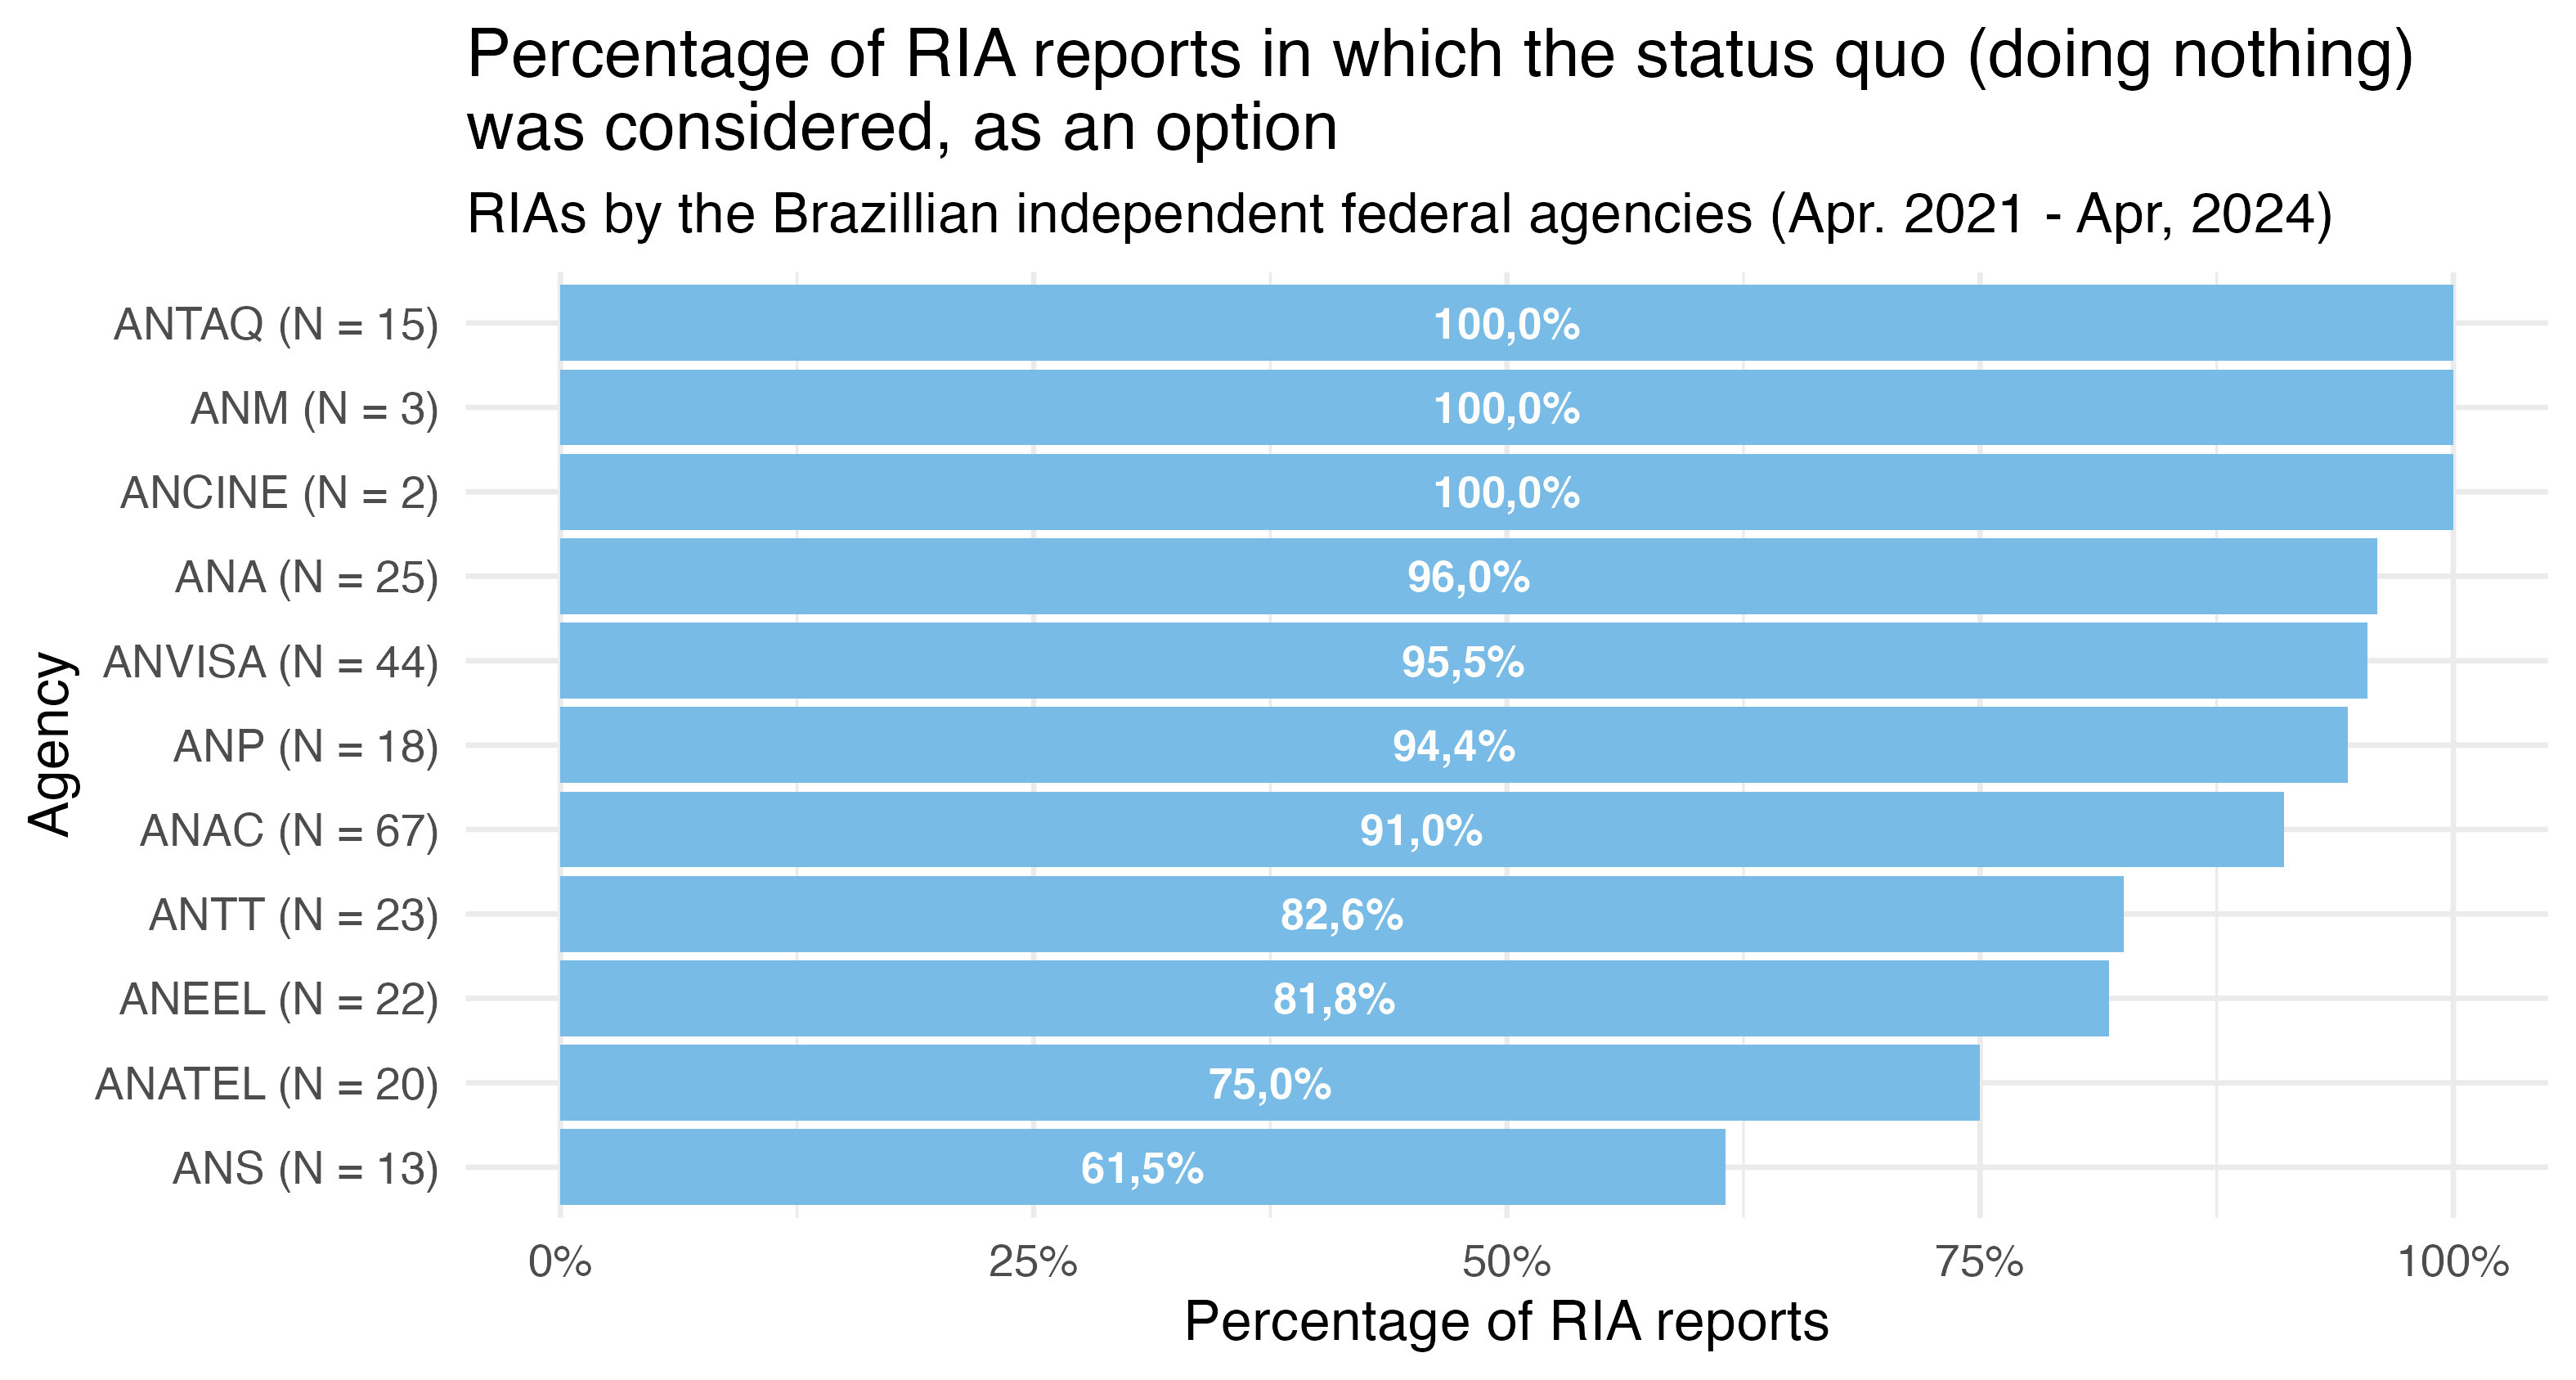 Percentage of RIA reports in which the status quo (doing nothing)
was considered, as an option
RIAs by the Brazillian independent federal agencies (Apr. 2021 - Apr, 2024)
Agency
ANTAQ (N = 15) 100,0%
ANM (N = 3) 100,0%
ANCINE (N = 2) 100,0%
ANA (N = 25) 96,0%
ANVISA (N = 44) 95,5%
ANP (N = 18) 94,4%
ANAC (N = 67) 91,0%
ANTT (N = 23) 82,6%
ANEEL (N = 22) 81,8%
ANATEL (N = 20) 75,0%
ANS (N = 13) 61,5%
0% 25% 50% 75% 100%
Percentage of RIA reports